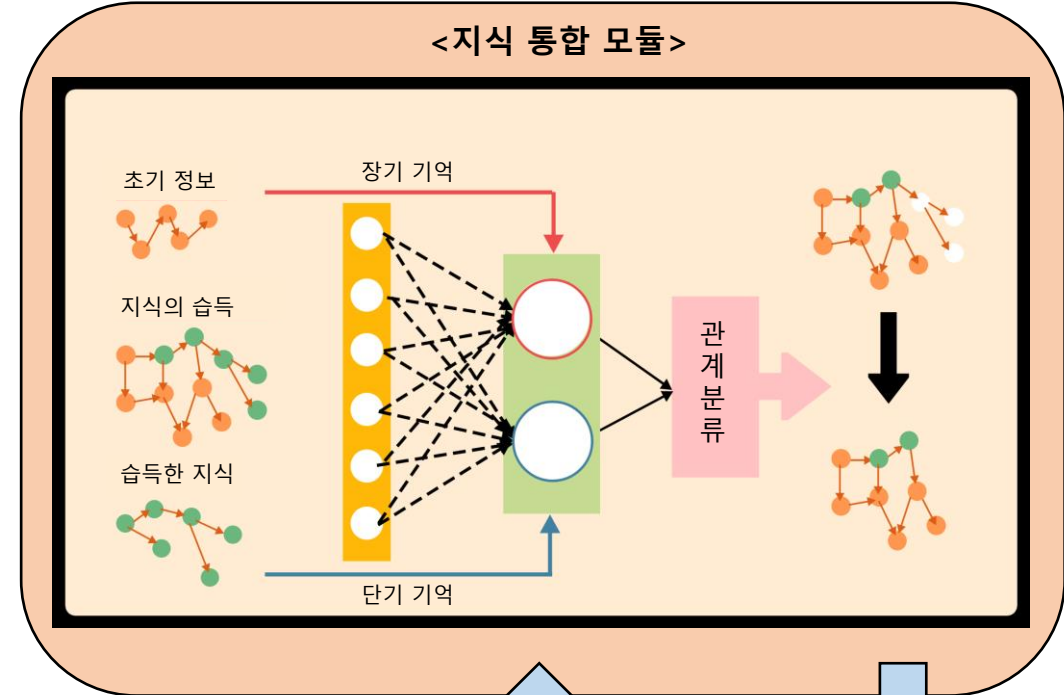 <지식 통합 모듈>
장기 기억
초기 정보
지식의 습득
관
계
분
류
습득한 지식
단기 기억